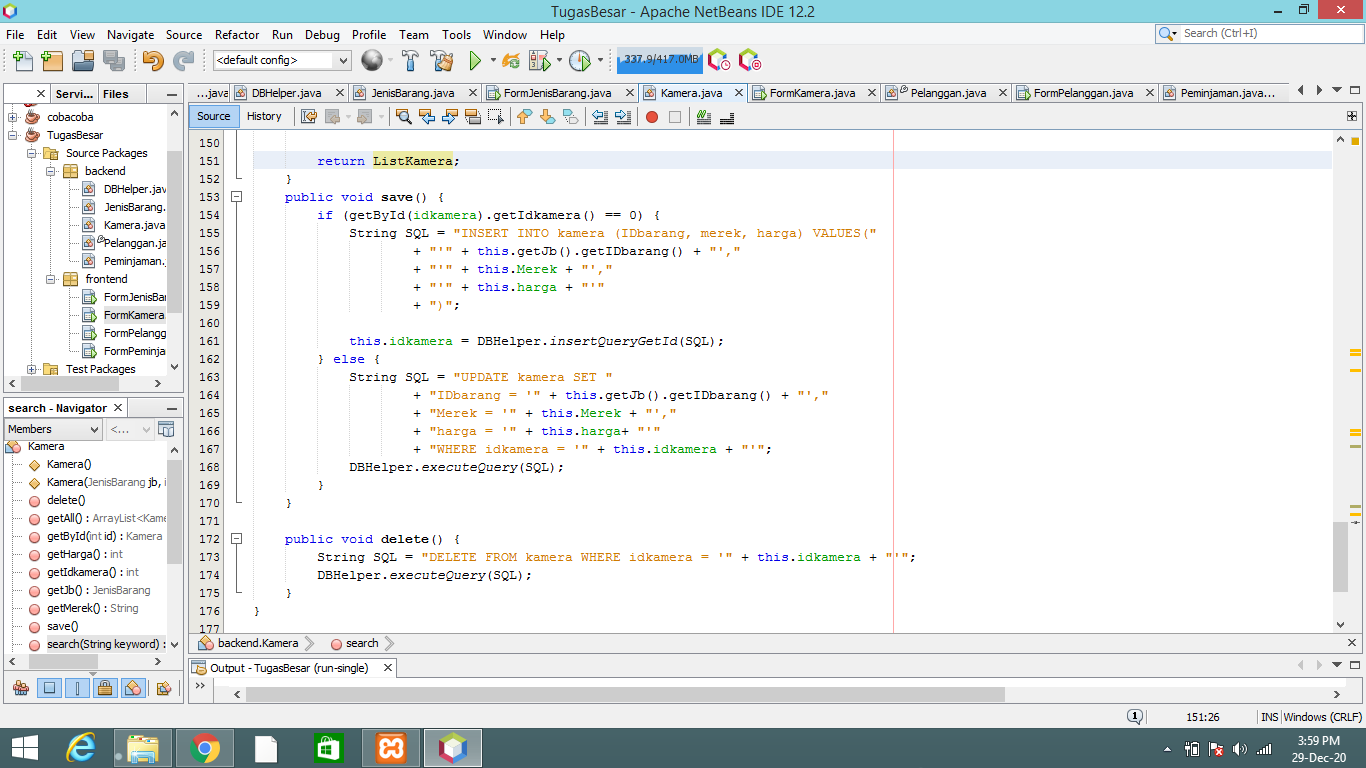 TugasBesar - Apache NetBeans IDE 12.2
File Edit View Navigate Source Refactor Run Debug Profile Team Tools Window Help
Search (Ctrl+I)
<default config>
337.9/417.0MB
Servi... Files
...java DBHelper.java JenisBarang.java FormJenisBarang.java Kamera.java FormKamera.java Pelanggan.java FormPelanggan.java Peminjaman.java...
Source History
cobacoba
TugasBesar
Source Packages
backend
DBHelper.jav
JenisBarang.
Kamera.java
Pelanggan.ja
Peminjaman.
frontend
FormJenisBar
FormKamera.
FormPelangg
FormPeminja
Test Packages
search - Navigator
Members
<...
Kamera
Kamera()
Kamera(JenisBarang jb, i
delete()
getAll() : ArrayList<Kame
getById(int id) : Kamera
getHarga() : int
getIdkamera() : int
getJb() : JenisBarang
getMerek() : String
save()
search(String keyword) :
150
151 return ListKamera;
152 }
153 public void save() {
154 if (getById(idkamera).getIdkamera() == 0) {
155 String SQL = "INSERT INTO kamera (IDbarang, merek, harga) VALUES("
156 + "'" + this.getJb().getIDbarang() + "',"
157 + "'" + this.Merek + "',"
158 + "'" + this.harga + "'"
159 + ")";
160
161 this.idkamera = DBHelper.insertQueryGetId(SQL);
162 } else {
163 String SQL = "UPDATE kamera SET "
164 + "IDbarang = '" + this.getJb().getIDbarang() + "',"
165 + "Merek = '" + this.Merek + "',"
166 + "harga = '" + this.harga+ "'"
167 + "WHERE idkamera = '" + this.idkamera + "'";
168 DBHelper.executeQuery(SQL);
169 }
170 }
171
172 public void delete() {
173 String SQL = "DELETE FROM kamera WHERE idkamera = '" + this.idkamera + "'";
174 DBHelper.executeQuery(SQL);
175 }
176 }
177
backend.Kamera search
Output - TugasBesar (run-single)
1
151:26 INS Windows (CRLF)
3:59 PM
29-Dec-20